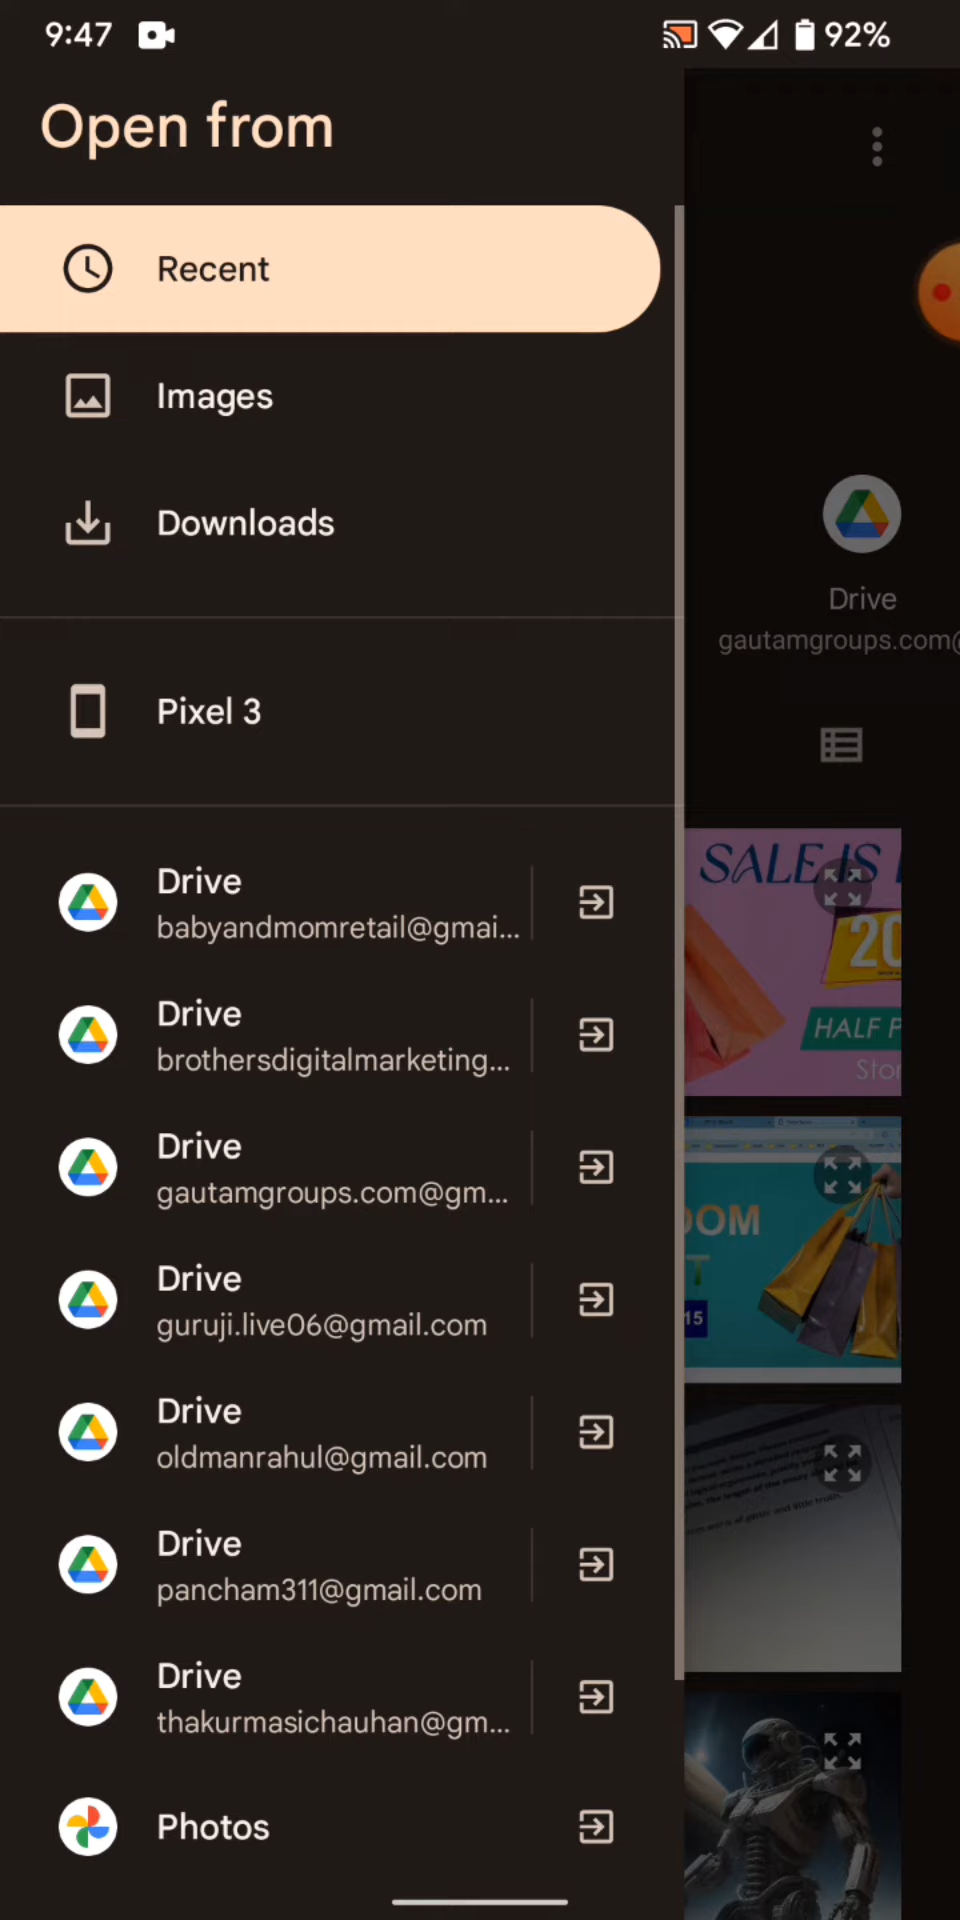 9:47
92%
Open from
Recent
Images
Downloads
Pixel 3
Drive
babyandmomretail@gmai...
Drive
brothersdigitalmarketing...
Drive
gautamgroups.com@gm...
Drive
guruji.live06@gmail.com
Drive
oldmanrahul@gmail.com
Drive
pancham311@gmail.com
Drive
thakurmasichauhan@gm...
Photos
Drive
gautamgroups.com@
SALE IS
20
HALF P
Stor
OOM
T
15